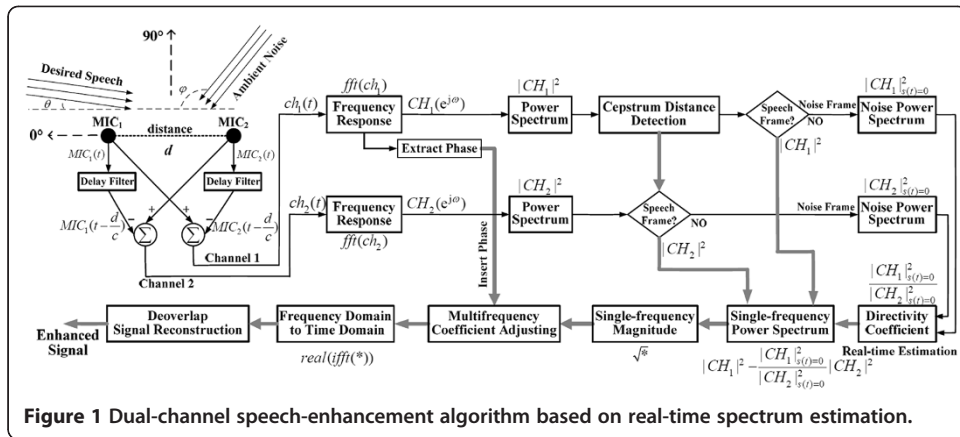 90°
Desired Speech
Ambient Noise
θ
φ
0°
MIC₁
distance
d
MIC₂
MIC₁(t)
MIC₂(t)
Delay Filter
Delay Filter
− + + −
MIC₁(t-d/c)
Σ
Σ
MIC₂(t-d/c)
Channel 1
Channel 2
fft(ch₁)
ch₁(t)
Frequency
Response
CH₁(e^jω)
|CH₁|²
Power
Spectrum
Cepstrum Distance
Detection
Speech
Frame?
NO
Noise Frame
|CH₁|²s(t)=0
Noise Power
Spectrum
|CH₁|²
Extract Phase
ch₂(t)
Frequency
Response
fft(ch₂)
CH₂(e^jω)
|CH₂|²
Power
Spectrum
Speech
Frame?
NO
|CH₂|²
Noise Frame
|CH₂|²s(t)=0
Noise Power
Spectrum
Insert Phase
|CH₁|²s(t)=0
|CH₂|²s(t)=0
Directivity
Coefficient
Real-time Estimation
Single-frequency
Power Spectrum
|CH₁|² - |CH₁|²s(t)=0 / |CH₂|²s(t)=0 |CH₂|²
Single-frequency
Magnitude
√*
Multifrequency
Coefficient Adjusting
Frequency Domain
to Time Domain
real(ifft(*))
Deoverlap
Signal Reconstruction
Enhanced
Signal
Figure 1 Dual-channel speech-enhancement algorithm based on real-time spectrum estimation.